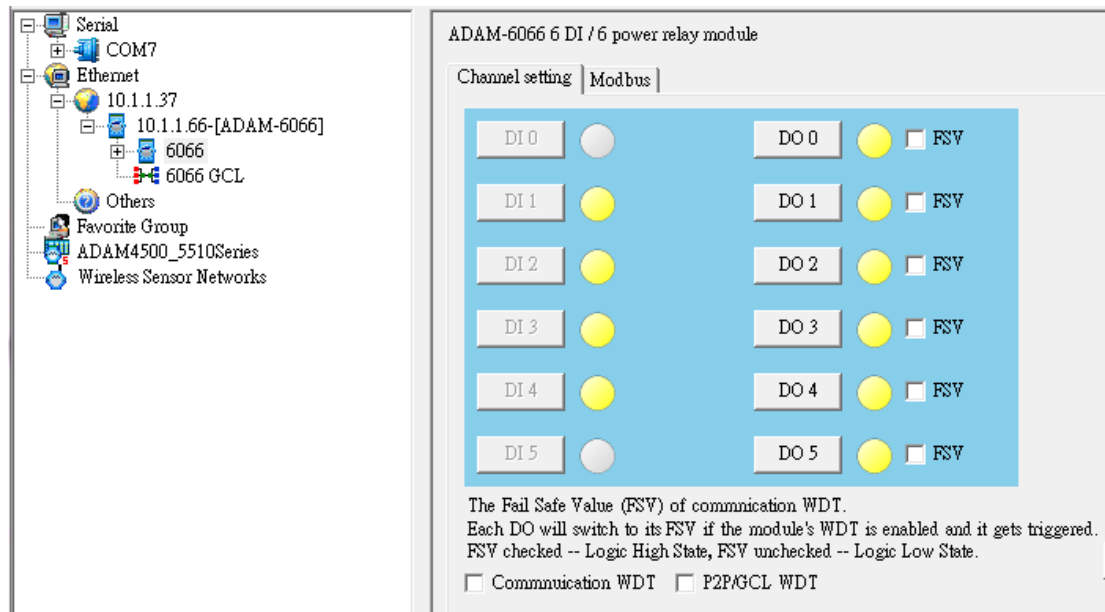 Serial
COM7
Ethernet
10.1.1.37
10.1.1.66-[ADAM-6066]
6066
6066 GCL
Others
Favorite Group
ADAM4500_5510Series
Wireless Sensor Networks
ADAM-6066 6 DI / 6 power relay module
Channel setting Modbus
DI 0 DO 0 FSV
DI 1 DO 1 FSV
DI 2 DO 2 FSV
DI 3 DO 3 FSV
DI 4 DO 4 FSV
DI 5 DO 5 FSV
The Fail Safe Value (FSV) of commnication WDT.
Each DO will switch to its FSV if the module's WDT is enabled and it gets triggered.
FSV checked -- Logic High State, FSV unchecked -- Logic Low State.
Commnuication WDT P2P/GCL WDT